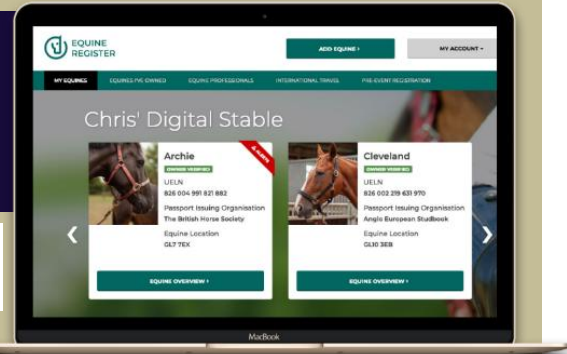 EQUINE
REGISTER
ADD EQUINE ›
MY ACCOUNT
MY EQUINES
EQUINES I'VE OWNED
EQUINE PROFESSIONALS
INTERNATIONAL TRAVEL
PRE-EVENT REGISTRATION
Chris' Digital Stable
Archie
OWNER VERIFIED
UELN
826 004 991 821 882
Passport Issuing Organisation
The British Horse Society
Equine Location
GL7 7EX
EQUINE OVERVIEW ›
Cleveland
OWNER VERIFIED
UELN
826 002 219 631 970
Passport Issuing Organisation
Anglo European Studbook
Equine Location
GL10 3EB
EQUINE OVERVIEW ›
MacBook